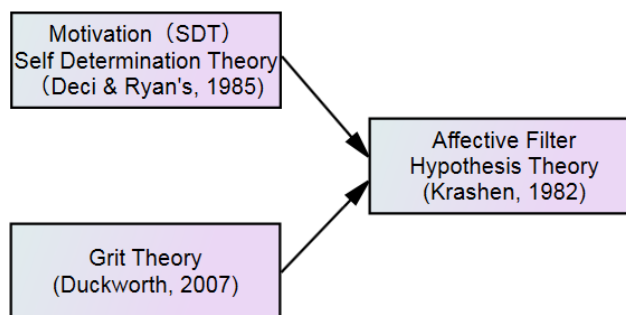 Motivation（SDT）
Self Determination Theory
（Deci & Ryan's, 1985)
Affective Filter
Hypothesis Theory
(Krashen, 1982)
Grit Theory
(Duckworth, 2007)